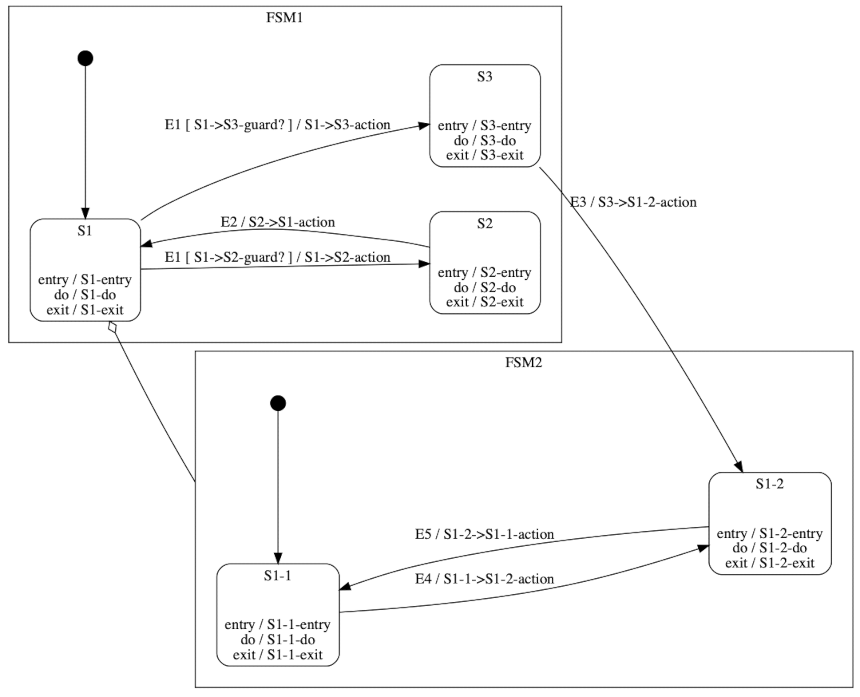 FSM1
S3
entry / S3-entry
do / S3-do
exit / S3-exit
E1 [ S1->S3-guard? ] / S1->S3-action
E3 / S3->S1-2-action
S1
entry / S1-entry
do / S1-do
exit / S1-exit
E2 / S2->S1-action
E1 [ S1->S2-guard? ] / S1->S2-action
S2
entry / S2-entry
do / S2-do
exit / S2-exit
FSM2
S1-2
entry / S1-2-entry
do / S1-2-do
exit / S1-2-exit
E5 / S1-2->S1-1-action
E4 / S1-1->S1-2-action
S1-1
entry / S1-1-entry
do / S1-1-do
exit / S1-1-exit